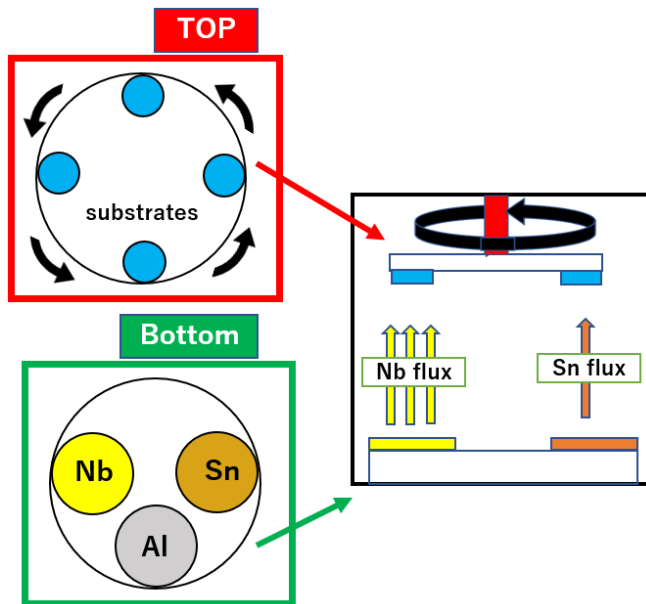 TOP
substrates
Bottom
Nb
Sn
Al
Nb flux
Sn flux